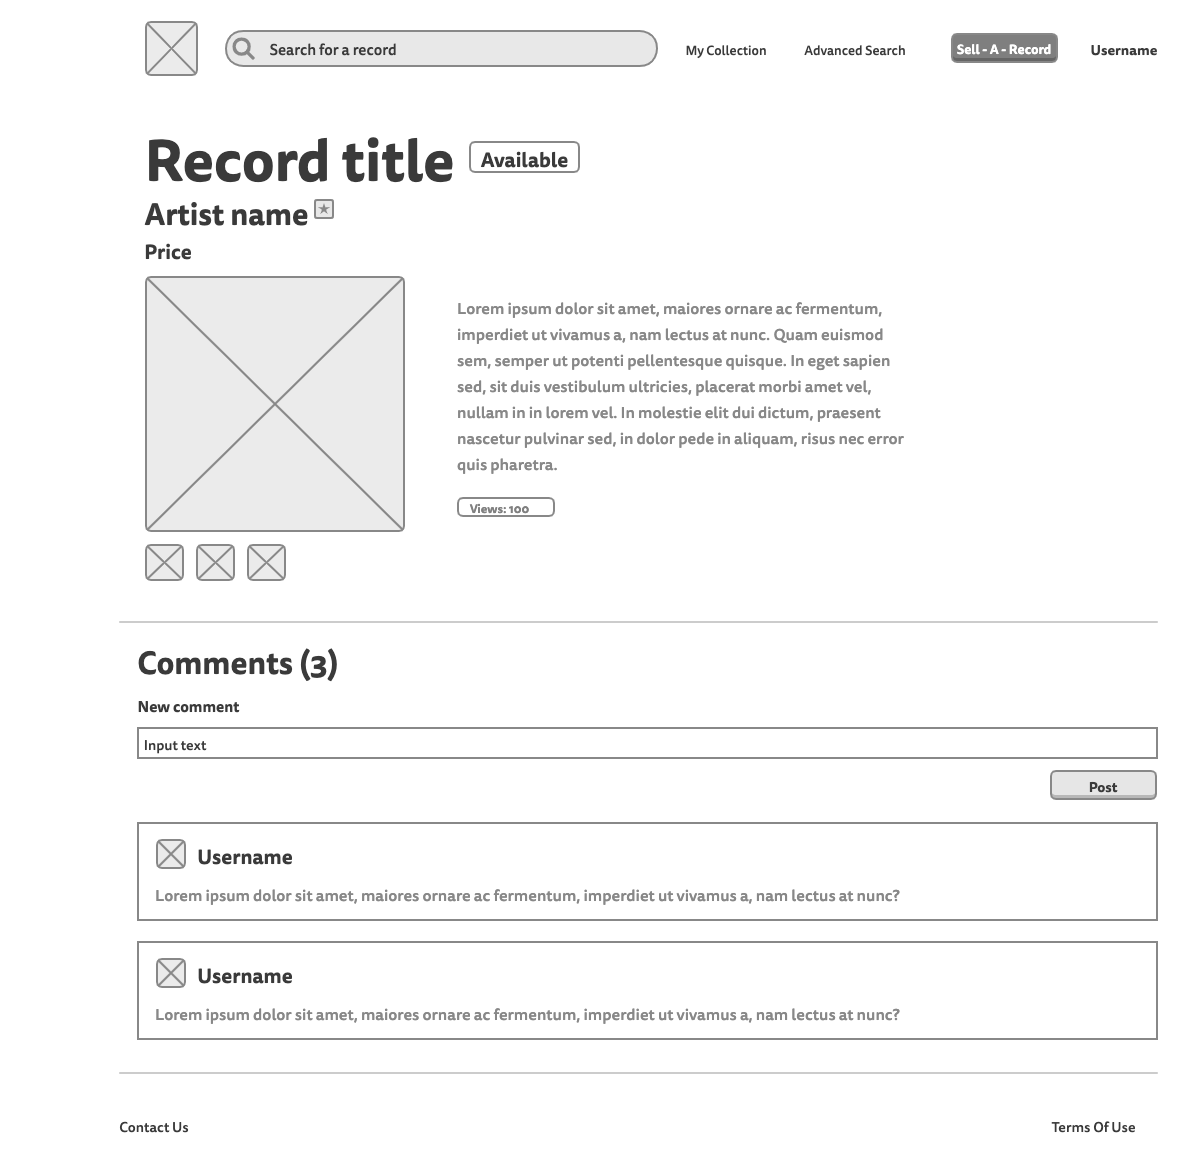 Search for a record
My Collection
Advanced Search
Sell - A - Record
Username
Record title
Available
Artist name
Price
Lorem ipsum dolor sit amet, maiores ornare ac fermentum,
imperdiet ut vivamus a, nam lectus at nunc. Quam euismod
sem, semper ut potenti pellentesque quisque. In eget sapien
sed, sit duis vestibulum ultricies, placerat morbi amet vel,
nullam in in lorem vel. In molestie elit dui dictum, praesent
nascetur pulvinar sed, in dolor pede in aliquam, risus nec error
quis pharetra.
Views: 100
Comments (3)
New comment
Input text
Post
Username
Lorem ipsum dolor sit amet, maiores ornare ac fermentum, imperdiet ut vivamus a, nam lectus at nunc?
Username
Lorem ipsum dolor sit amet, maiores ornare ac fermentum, imperdiet ut vivamus a, nam lectus at nunc?
Contact Us
Terms Of Use